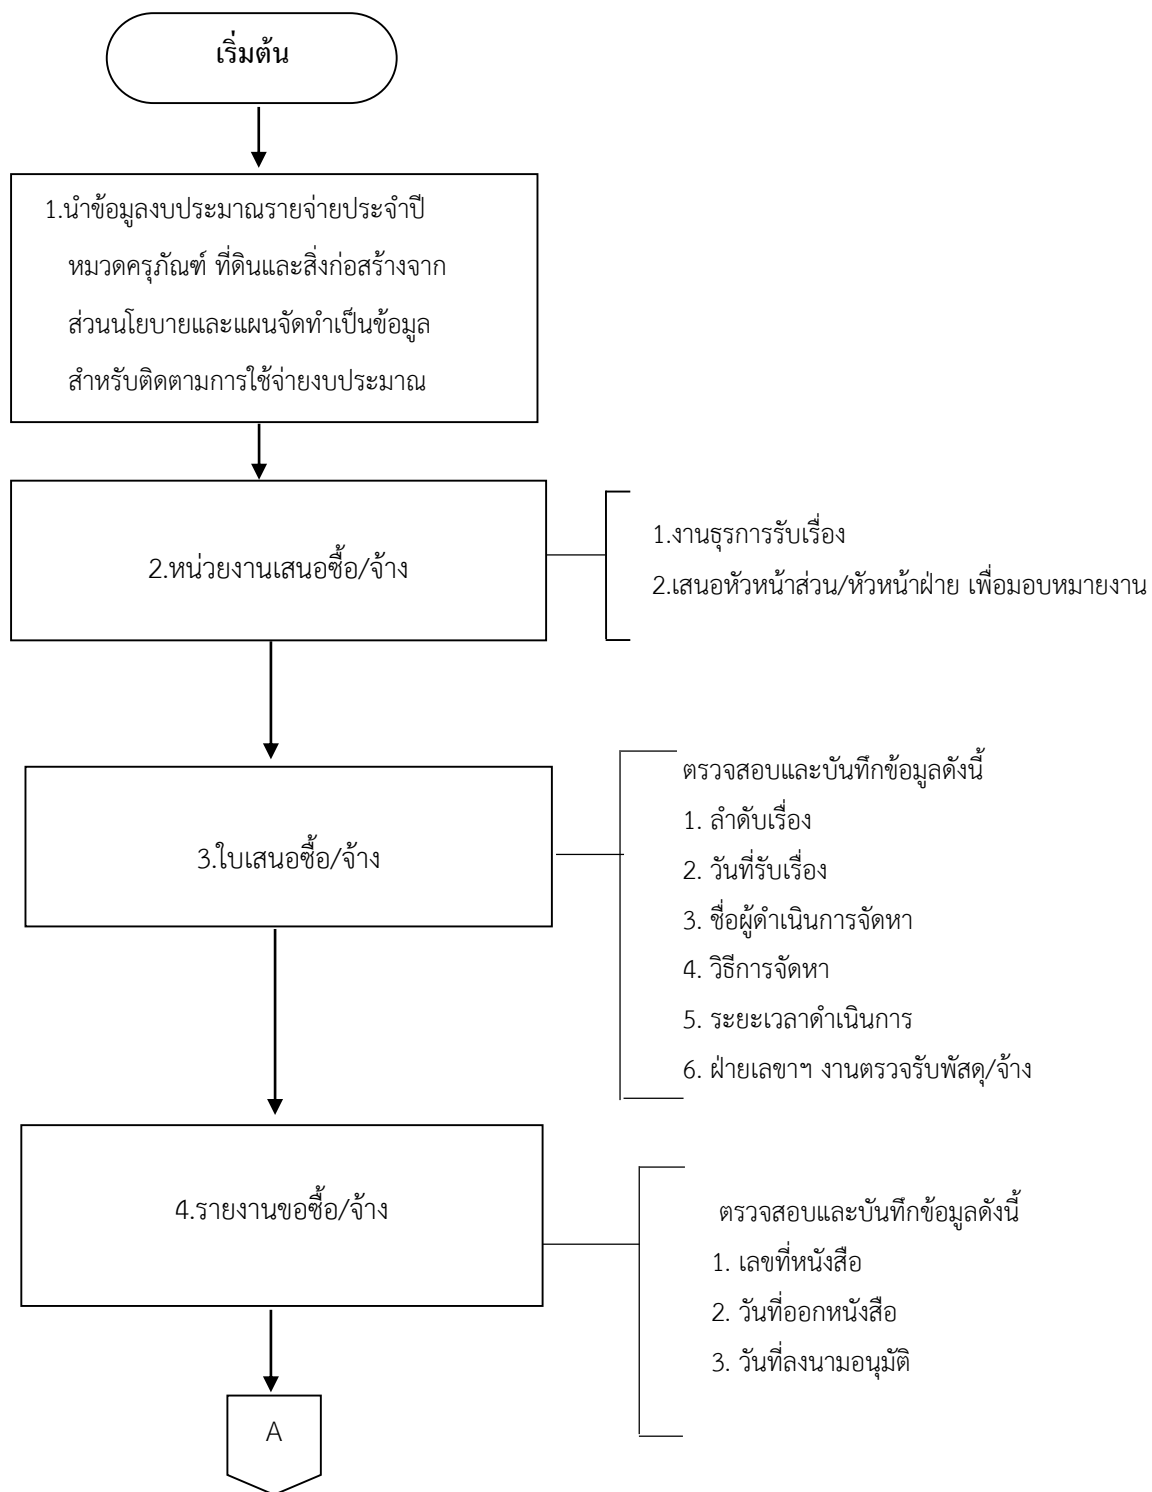 เริ่มต้น
1.นำข้อมูลงบประมาณรายจ่ายประจำปี
หมวดครุภัณฑ์ ที่ดินและสิ่งก่อสร้างจาก
ส่วนนโยบายและแผนจัดทำเป็นข้อมูล
สำหรับติดตามการใช้จ่ายงบประมาณ
2.หน่วยงานเสนอซื้อ/จ้าง
1.งานธุรการรับเรื่อง
2.เสนอหัวหน้าส่วน/หัวหน้าฝ่าย เพื่อมอบหมายงาน
3.ใบเสนอซื้อ/จ้าง
ตรวจสอบและบันทึกข้อมูลดังนี้
1. ลำดับเรื่อง
2. วันที่รับเรื่อง
3. ชื่อผู้ดำเนินการจัดหา
4. วิธีการจัดหา
5. ระยะเวลาดำเนินการ
6. ฝ่ายเลขาฯ งานตรวจรับพัสดุ/จ้าง
4.รายงานขอซื้อ/จ้าง
ตรวจสอบและบันทึกข้อมูลดังนี้
1. เลขที่หนังสือ
2. วันที่ออกหนังสือ
3. วันที่ลงนามอนุมัติ
A